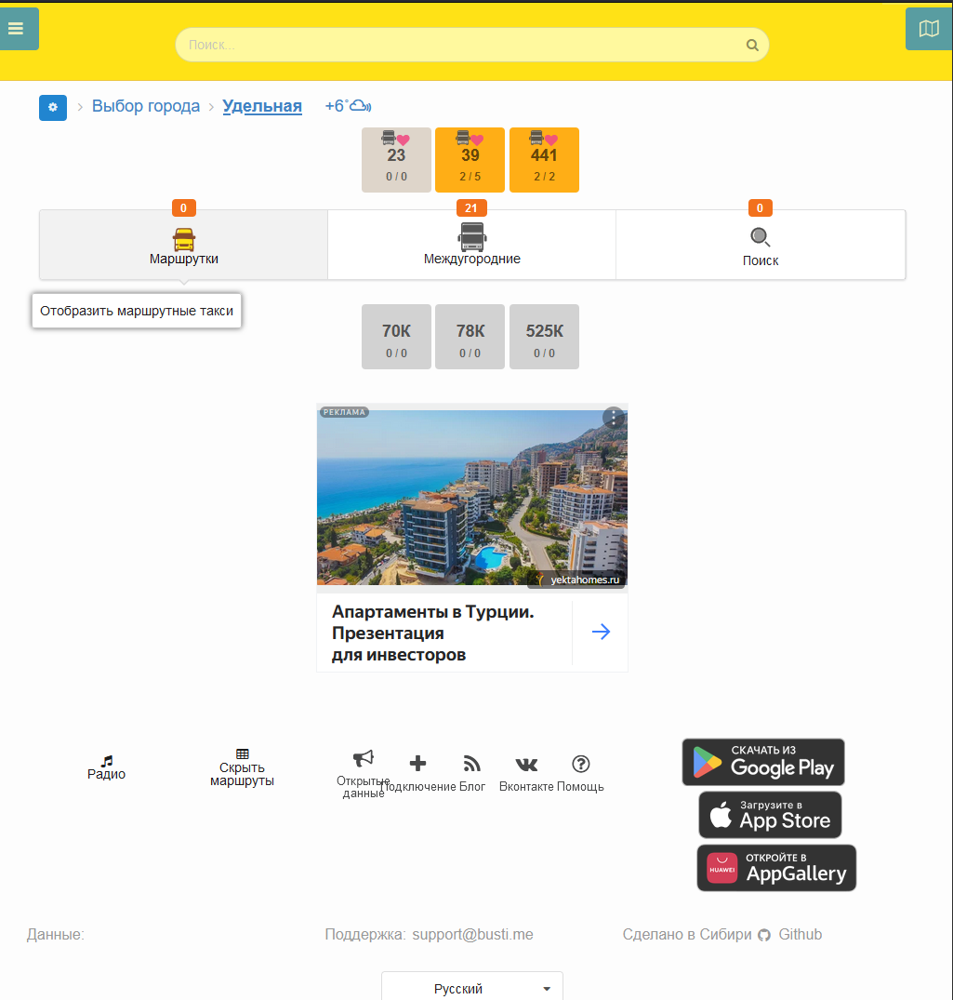 Поиск...
Выбор города
Удельная
+6°
23
0 / 0
39
2 / 5
441
2 / 2
0
Маршрутки
21
Междугородние
0
Поиск
Отобразить маршрутные такси
70К
0 / 0
78К
0 / 0
525К
0 / 0
РЕКЛАМА
yektahomes.ru
Апартаменты в Турции.
Презентация
для инвесторов
Радио
Скрыть
маршруты
Открытые
данные
Подключение
Блог
Вконтакте
Помощь
СКАЧАТЬ ИЗ
Google Play
Загрузите в
App Store
HUAWEI
ОТКРОЙТЕ В
AppGallery
Данные:
Поддержка: support@busti.me
Сделано в Сибири Github
Русский